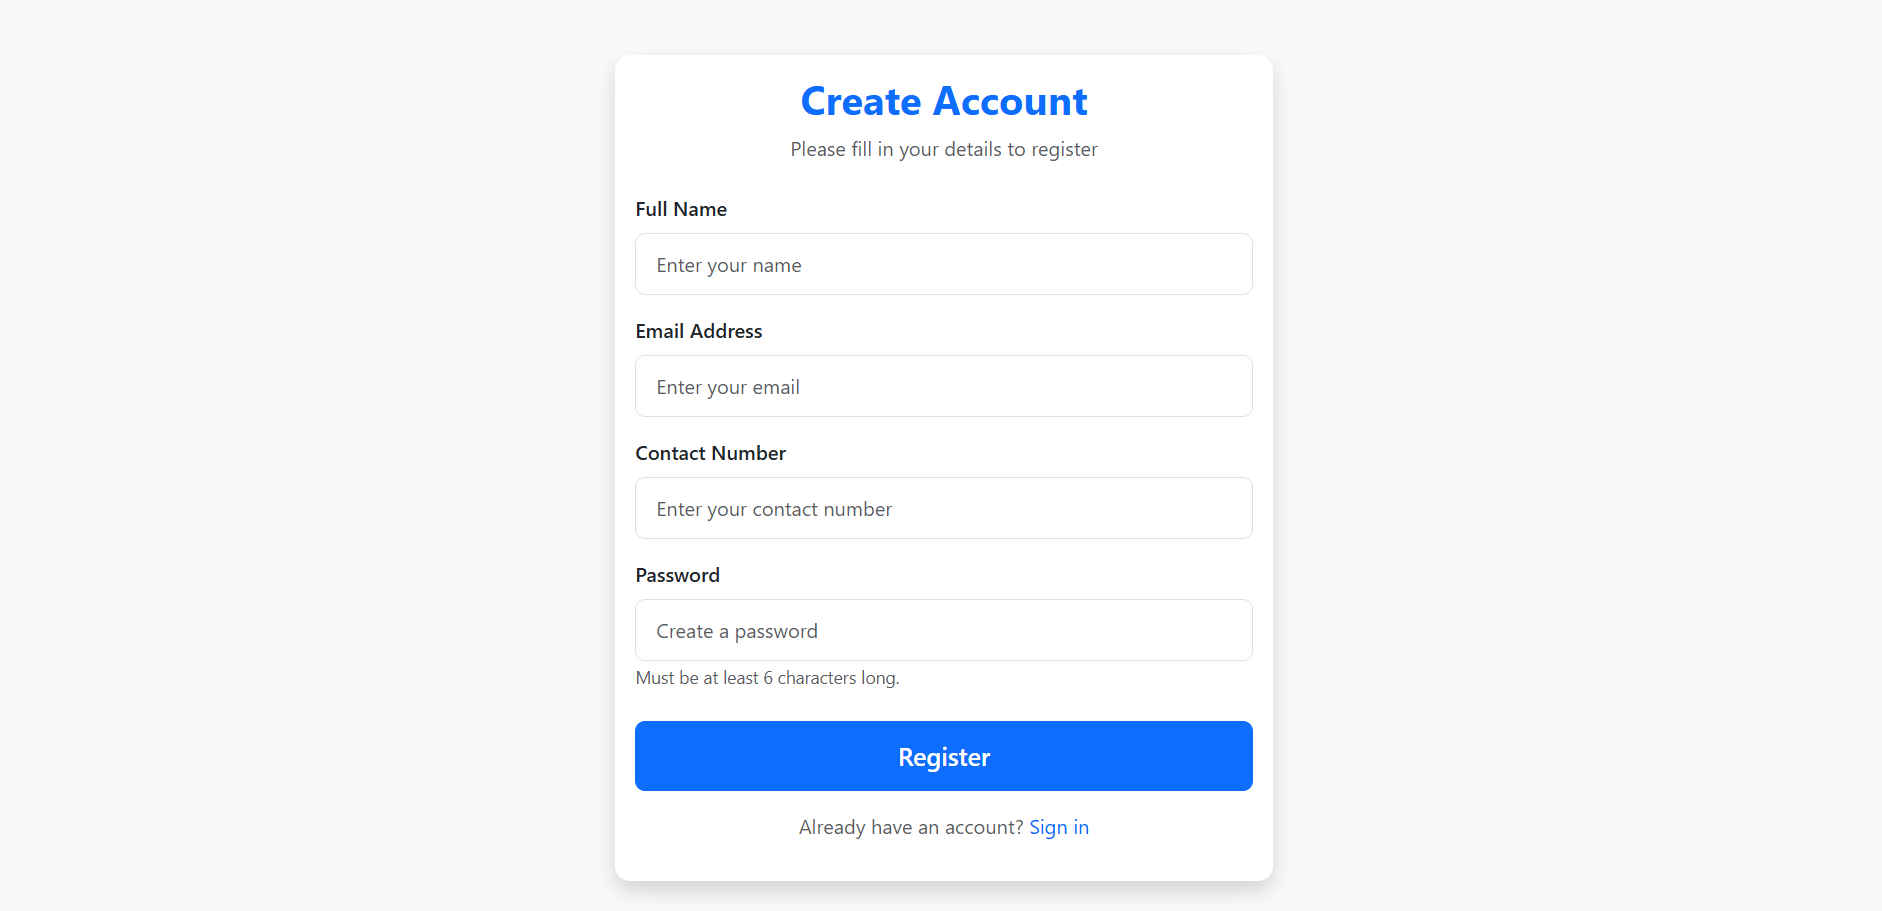 Create Account
Please fill in your details to register
Full Name
Enter your name
Email Address
Enter your email
Contact Number
Enter your contact number
Password
Create a password
Must be at least 6 characters long.
Register
Already have an account? Sign in